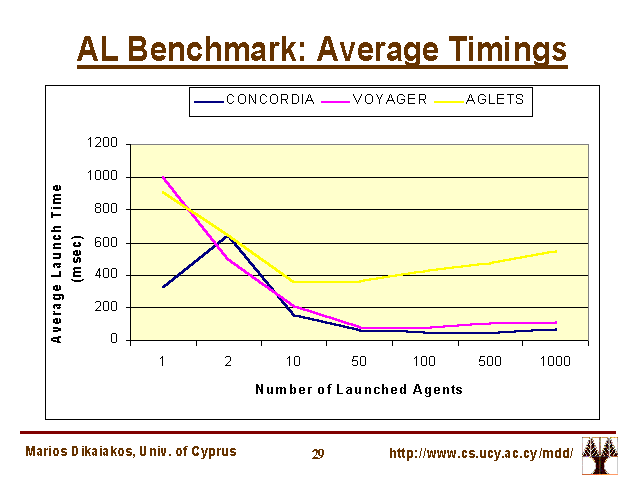 AL Benchmark: Average Timings
CONCORDIA VOYAGER AGLETS
1200
1000
800
600
400
200
0
Average Launch Time
(msec)
1 2 10 50 100 500 1000
Number of Launched Agents
Marios Dikaiakos, Univ. of Cyprus 29 http://www.cs.ucy.ac.cy/mdd/